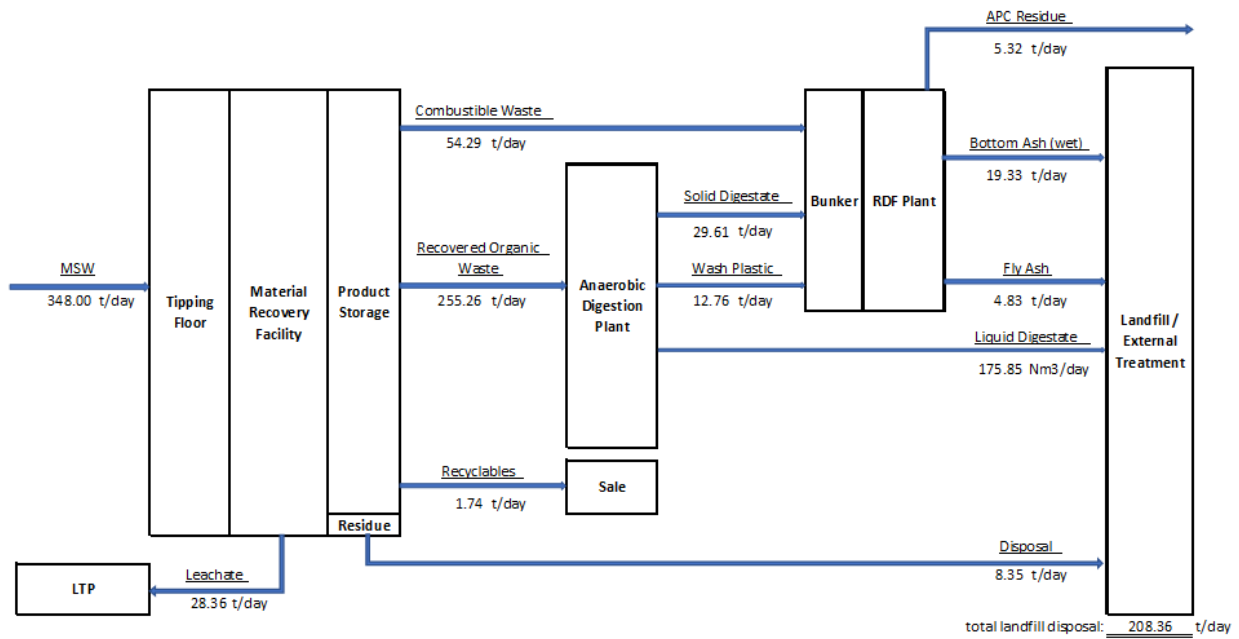 APC Residue
5.32 t/day
Combustible Waste
54.29 t/day
Bottom Ash (wet)
19.33 t/day
Solid Digestate
29.61 t/day
Bunker
RDF Plant
MSW
348.00 t/day
Tipping
Floor
Material
Recovery
Facility
Product
Storage
Recovered Organic
Waste
255.26 t/day
Anaerobic
Digestion
Plant
Wash Plastic
12.76 t/day
Fly Ash
4.83 t/day
Landfill /
External
Treatment
Liquid Digestate
175.85 Nm3/day
Recyclables
1.74 t/day
Sale
Residue
Disposal
8.35 t/day
LTP
Leachate
28.36 t/day
total landfill disposal: 208.36 t/day